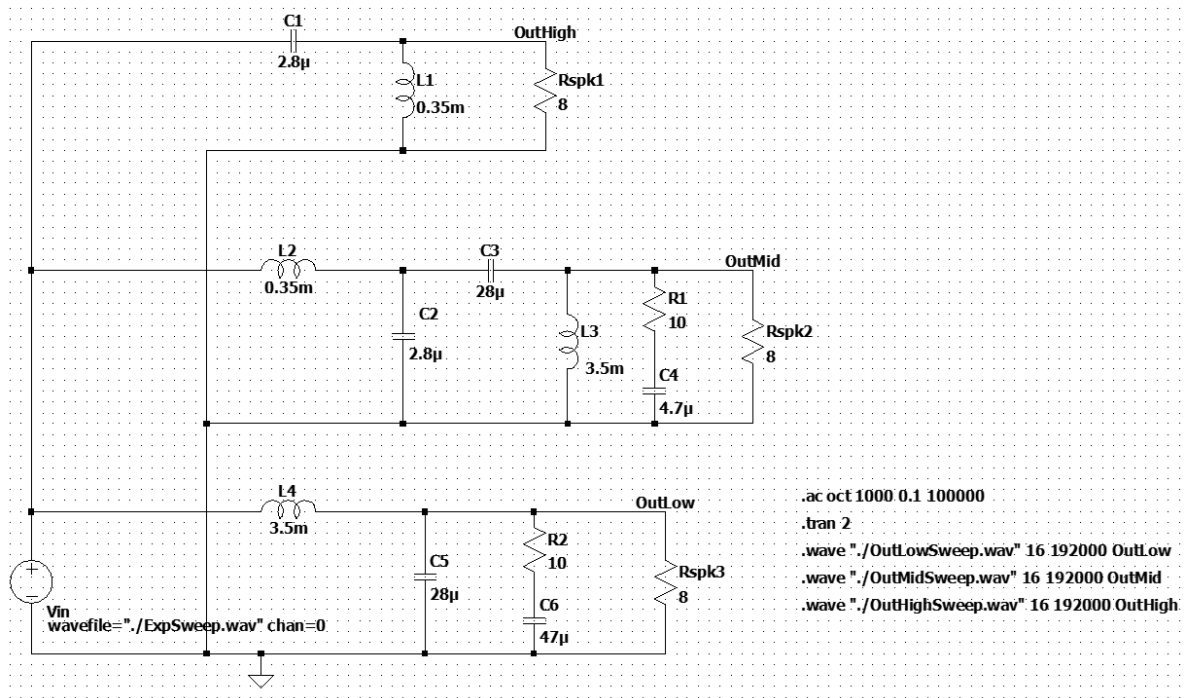 C1
2.8µ
OutHigh
L1
0.35m
Rspk1
8
L2
0.35m
C3
28µ
OutMid
C2
2.8µ
L3
3.5m
R1
10
C4
4.7µ
Rspk2
8
L4
3.5m
OutLow
C5
28µ
R2
10
C6
47µ
Rspk3
8
Vin
wavefile="./ExpSweep.wav" chan=0
.ac oct 1000 0.1 100000
.tran 2
.wave "./OutLowSweep.wav" 16 192000 OutLow
.wave "./OutMidSweep.wav" 16 192000 OutMid
.wave "./OutHighSweep.wav" 16 192000 OutHigh